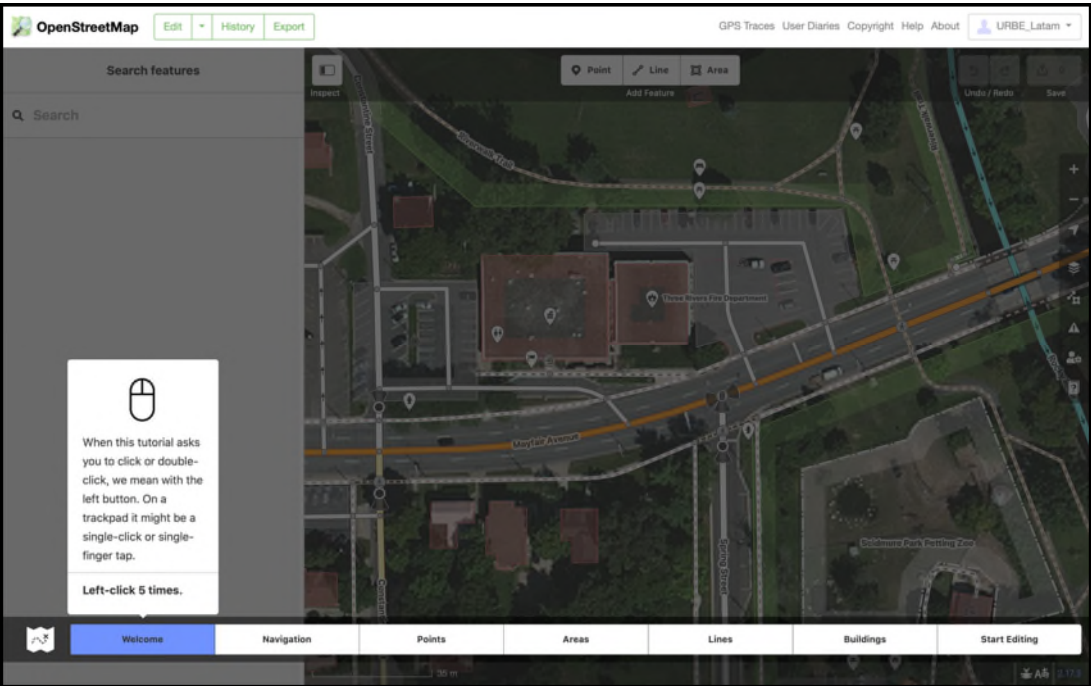 OpenStreetMap
Edit
History
Export
GPS Traces
User Diaries
Copyright
Help
About
URBE_Latam
Search features
Inspect
Point
Line
Area
Add Feature
Undo / Redo
Save
Search
Constantine Street
Riverwalk Trail
Three Rivers Fire Department
Mayfair Avenue
Spring Street
Scidmore Park Petting Zoo
When this tutorial asks
you to click or double-
click, we mean with the
left button. On a
trackpad it might be a
single-click or single-
finger tap.
Left-click 5 times.
Welcome
Navigation
Points
Areas
Lines
Buildings
Start Editing